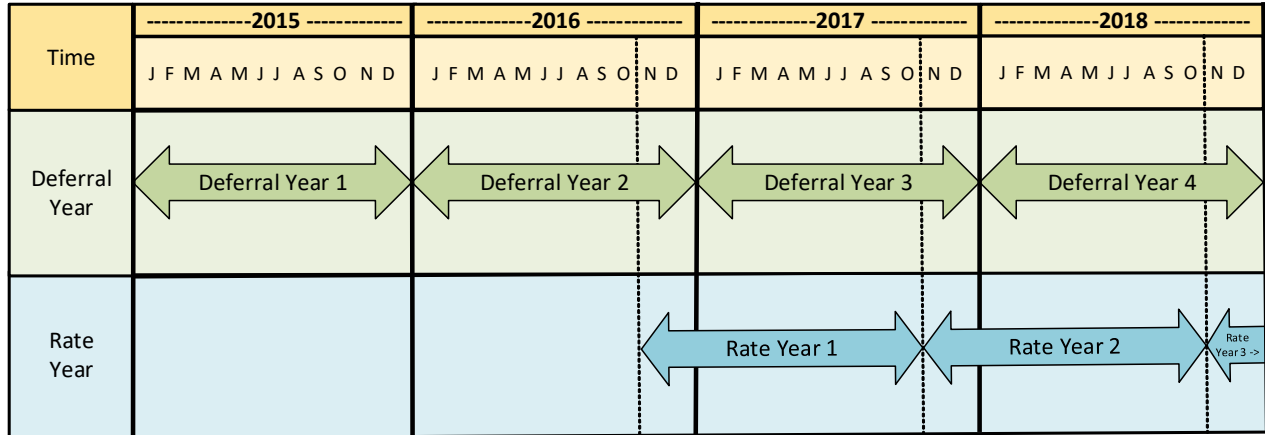 Time
--------------2015 --------------
--------------2016 --------------
--------------2017 --------------
--------------2018 --------------
J F M A M J J A S O N D
J F M A M J J A S O N D
J F M A M J J A S O N D
J F M A M J J A S O N D
Deferral
Year
Deferral Year 1
Deferral Year 2
Deferral Year 3
Deferral Year 4
Rate
Year
Rate Year 1
Rate Year 2
Rate
Year 3 ->